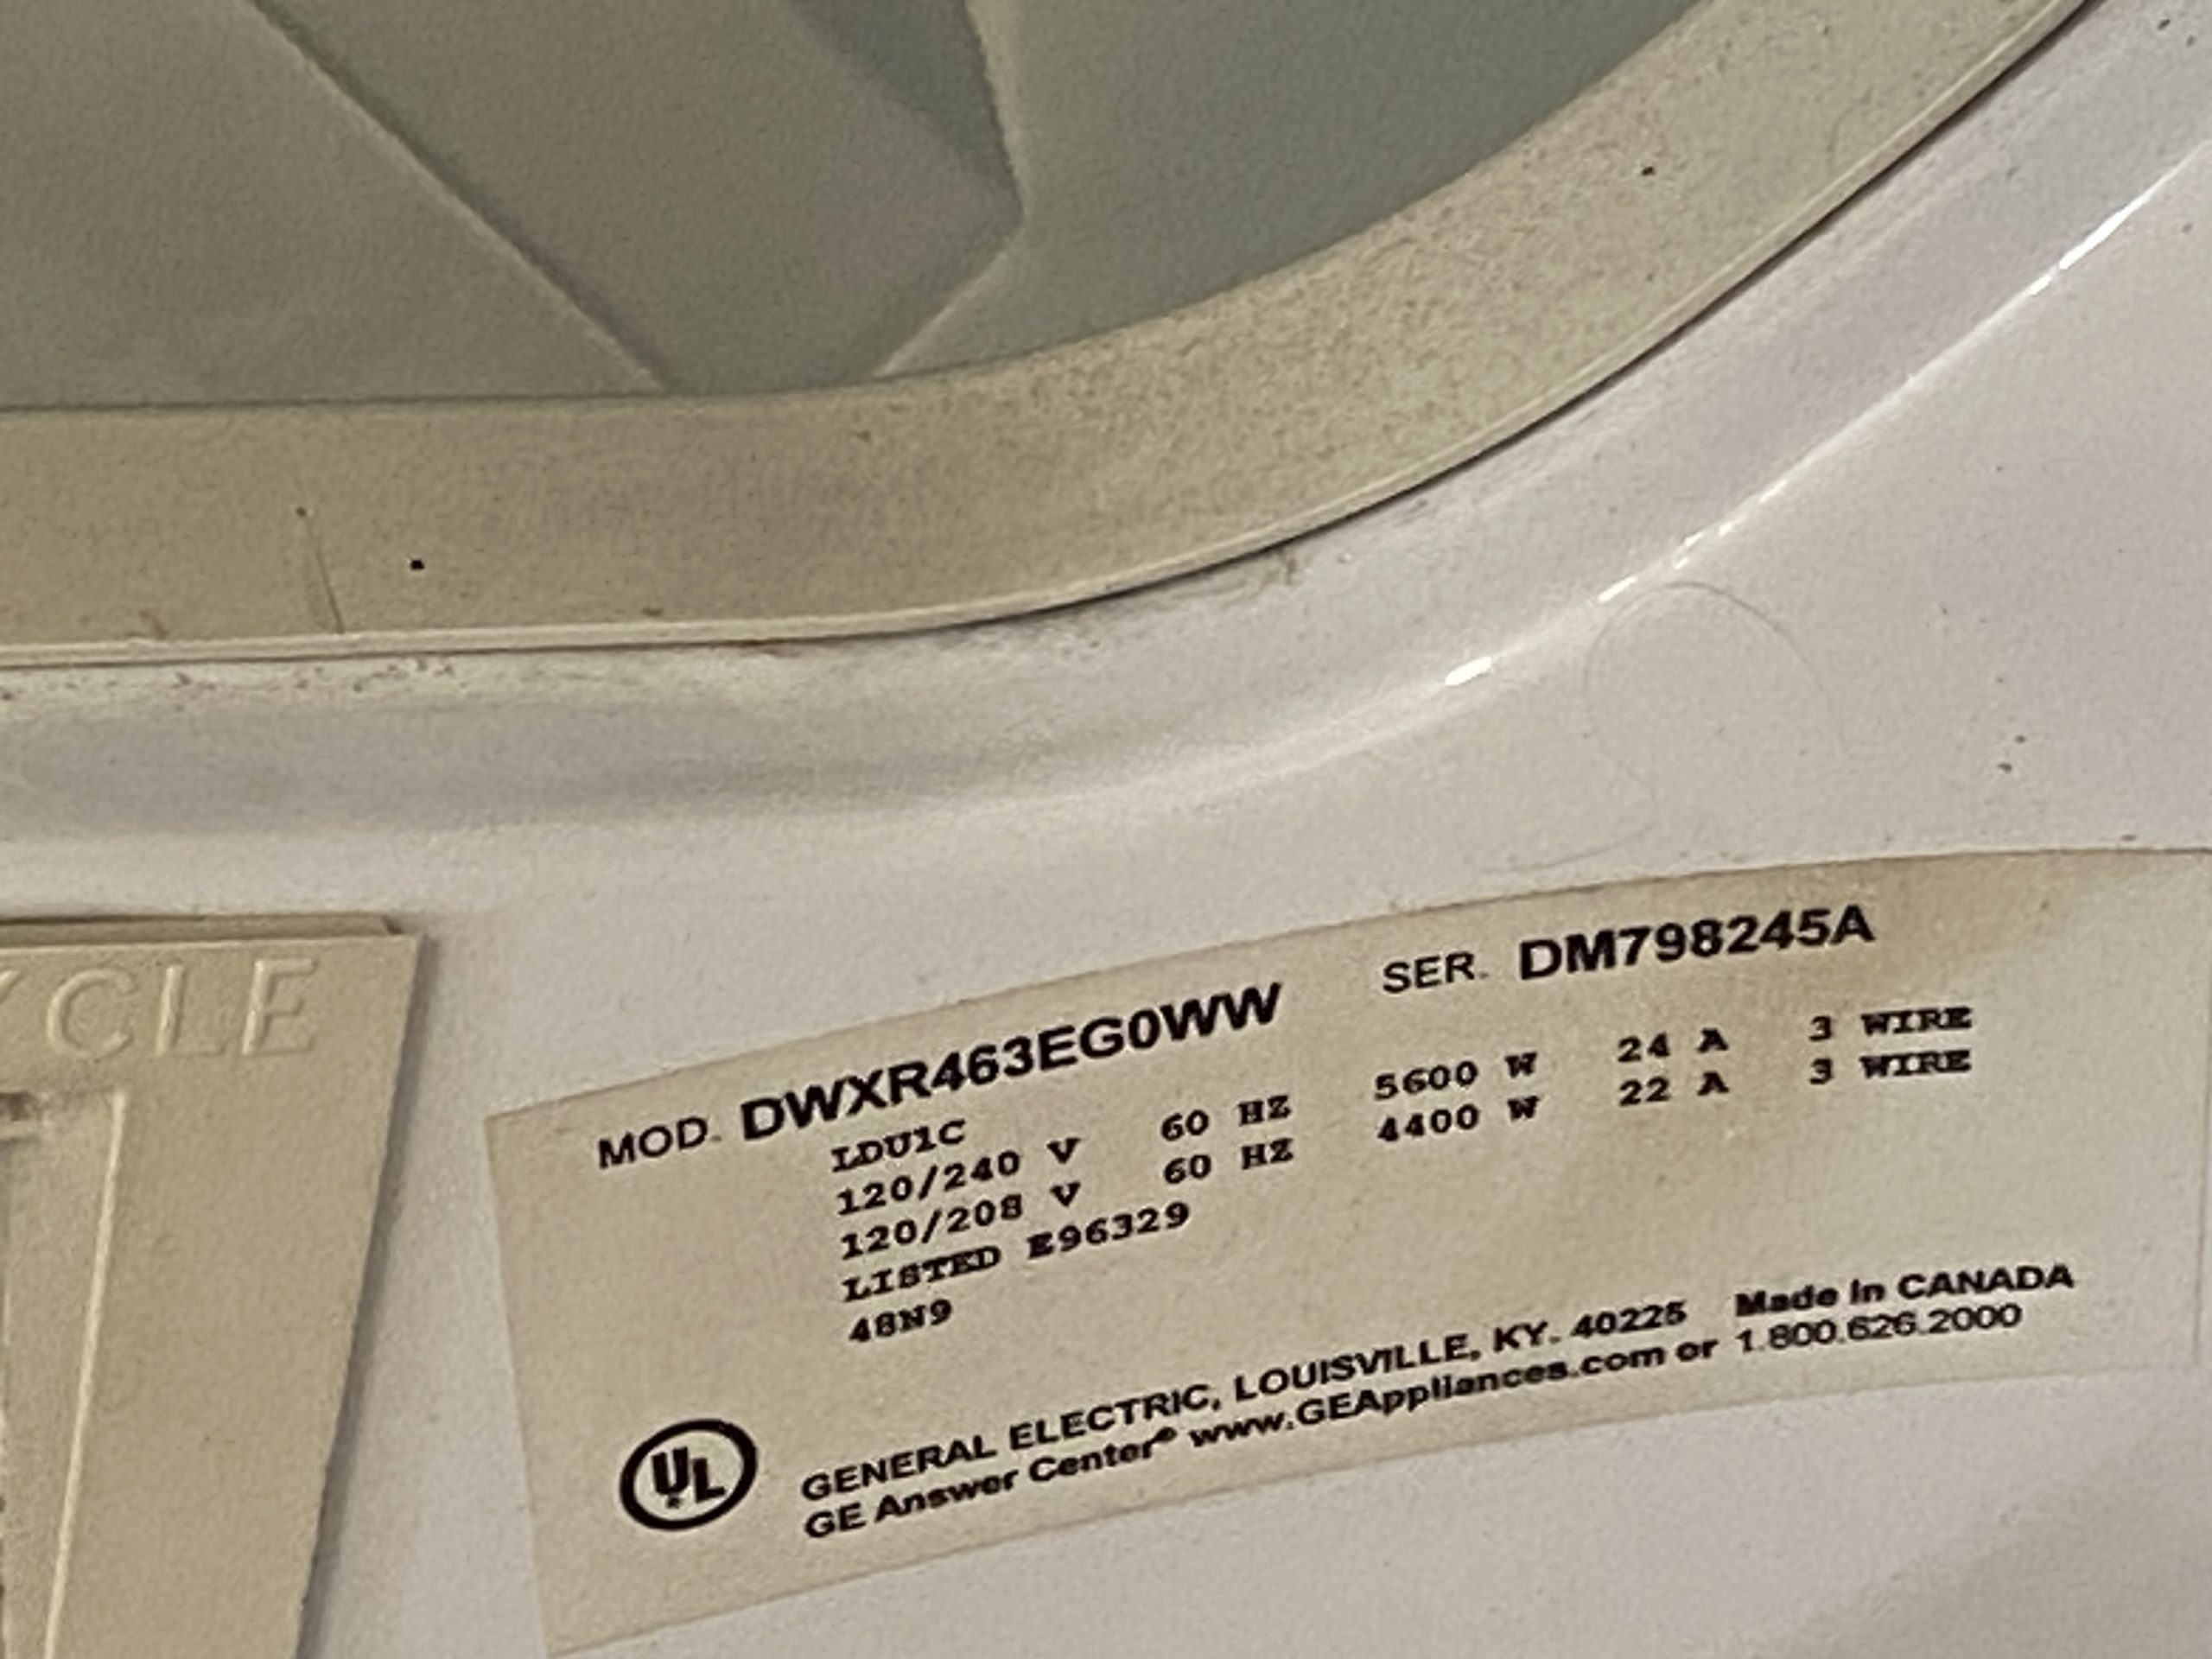 YCLE
MOD. DWXR463EG0WW SER. DM798245A
LDU1C
120/240 V 60 HZ 5600 W 24 A 3 WIRE
120/208 V 60 HZ 4400 W 22 A 3 WIRE
LISTED E96329
48N9
UL®
GENERAL ELECTRIC, LOUISVILLE, KY. 40225 Made in CANADA
GE Answer Center® www.GEAppliances.com or 1.800.626.2000